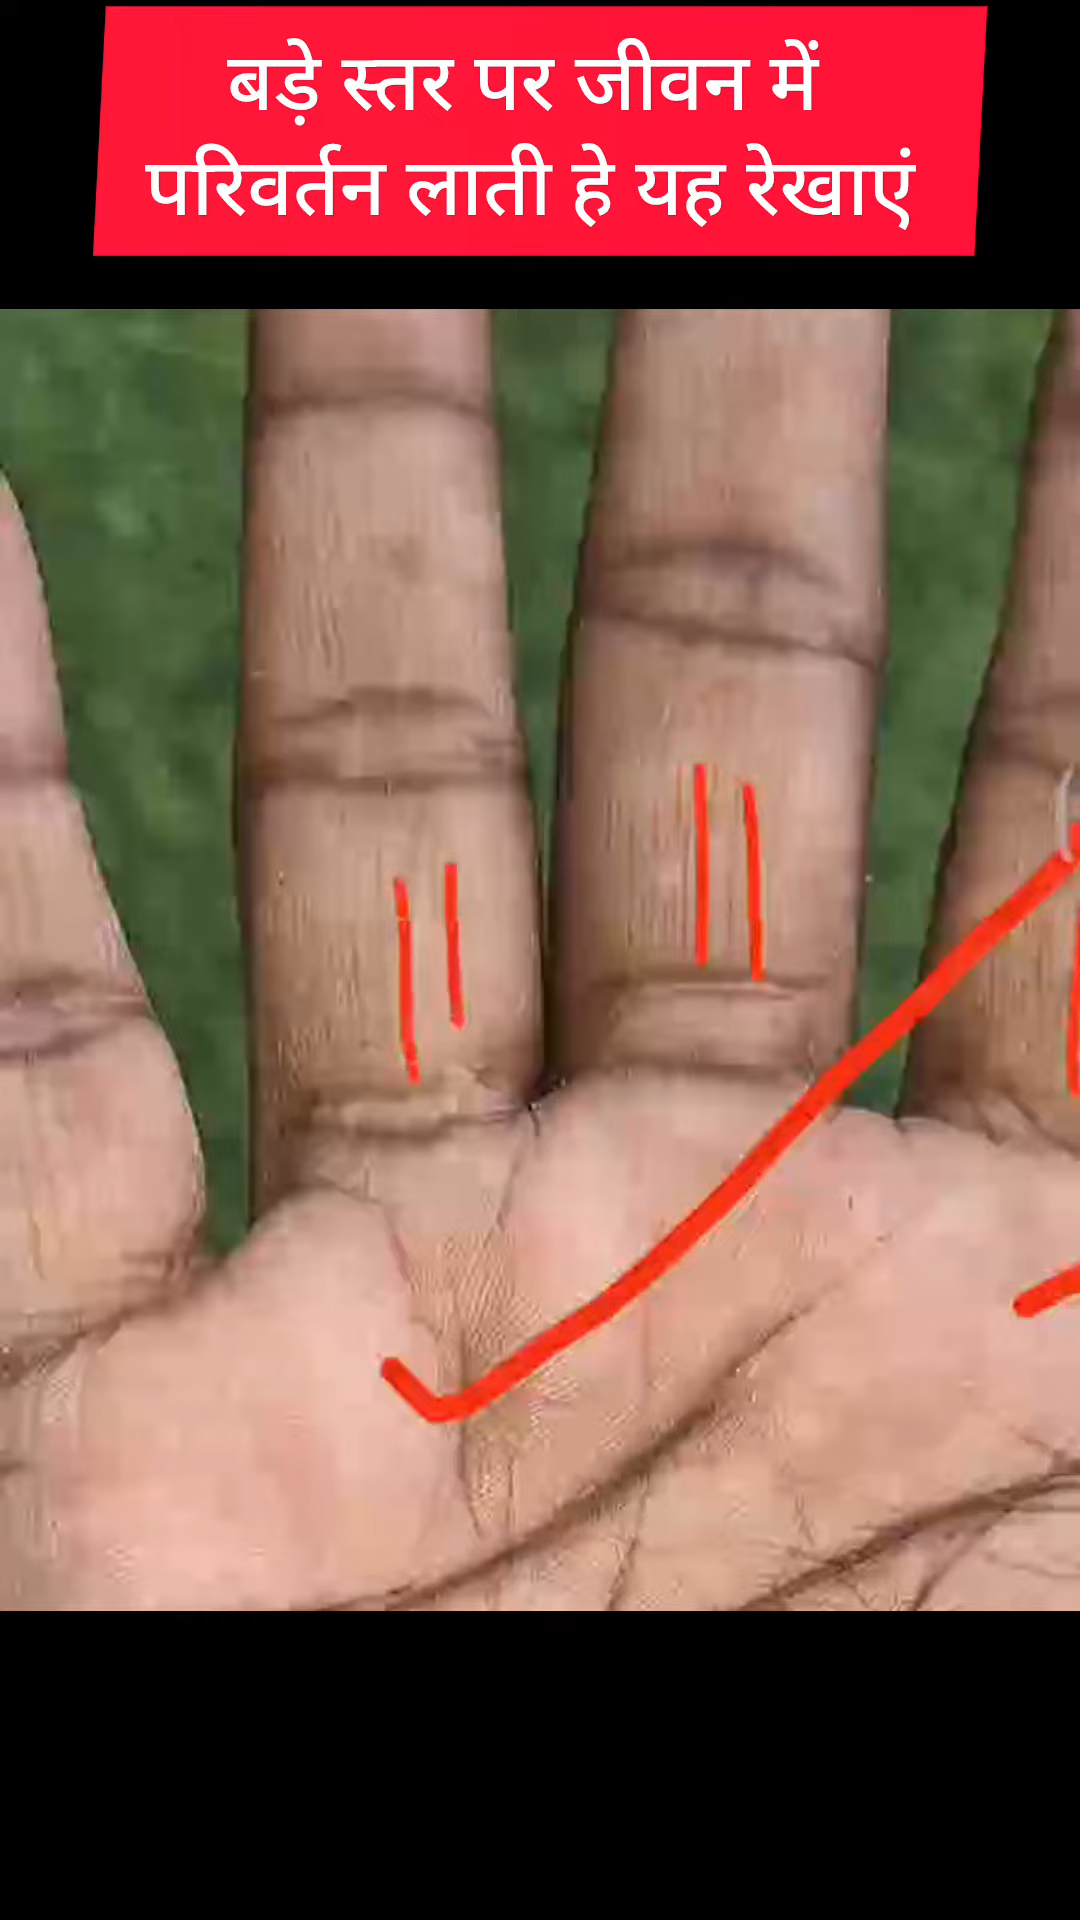 बड़े स्तर पर जीवन में
परिवर्तन लाती हे यह रेखाएं